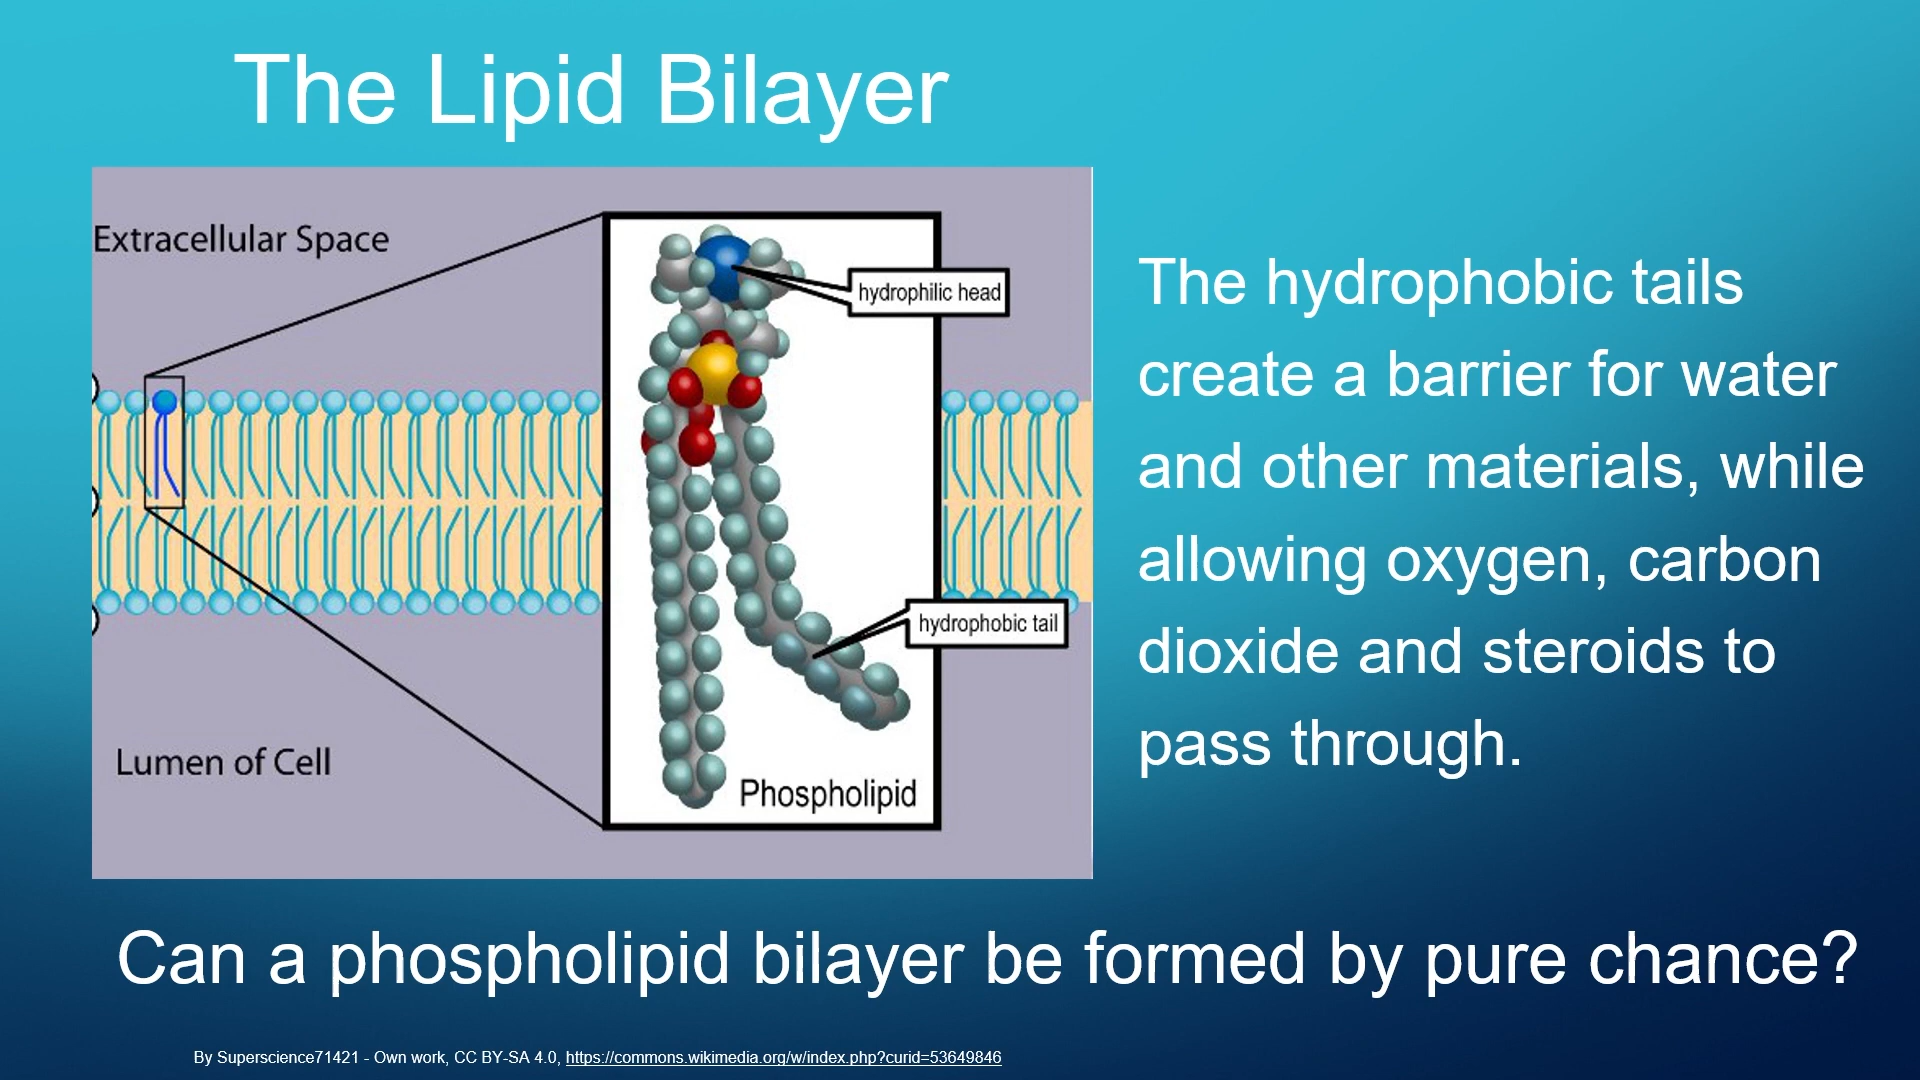 The Lipid Bilayer
Extracellular Space
hydrophilic head
hydrophobic tail
Lumen of Cell
Phospholipid
The hydrophobic tails
create a barrier for water
and other materials, while
allowing oxygen, carbon
dioxide and steroids to
pass through.
Can a phospholipid bilayer be formed by pure chance?
By Superscience71421 - Own work, CC BY-SA 4.0, https://commons.wikimedia.org/w/index.php?curid=53649846